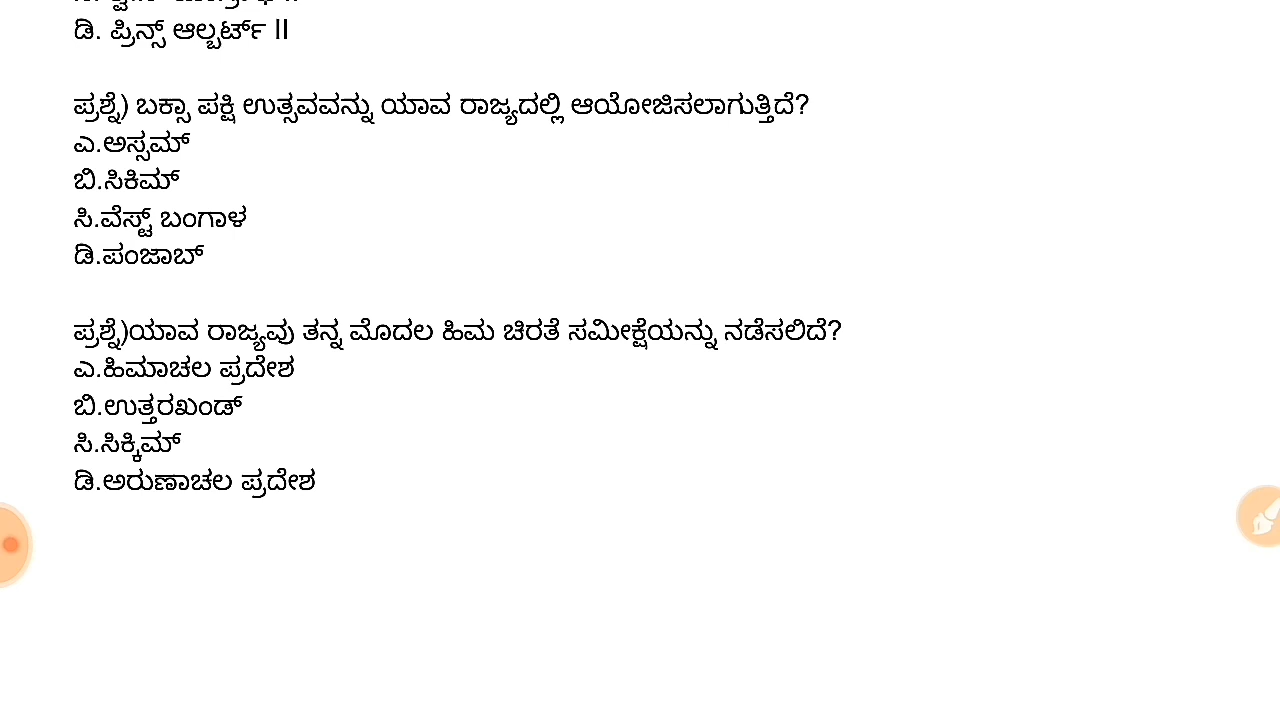 ಡಿ. ಪ್ರಿನ್ಸ್ ಆಲ್ಬರ್ಟ್ II
ಪ್ರಶ್ನೆ) ಬಕ್ಸಾ ಪಕ್ಷಿ ಉತ್ಸವವನ್ನು ಯಾವ ರಾಜ್ಯದಲ್ಲಿ ಆಯೋಜಿಸಲಾಗುತ್ತಿದೆ?
ಎ.ಅಸ್ಸಮ್
ಬಿ.ಸಿಕಿಮ್
ಸಿ.ವೆಸ್ಟ್ ಬಂಗಾಳ
ಡಿ.ಪಂಜಾಬ್
ಪ್ರಶ್ನೆ)ಯಾವ ರಾಜ್ಯವು ತನ್ನ ಮೊದಲ ಹಿಮ ಚಿರತೆ ಸಮೀಕ್ಷೆಯನ್ನು ನಡೆಸಲಿದೆ?
ಎ.ಹಿಮಾಚಲ ಪ್ರದೇಶ
ಬಿ.ಉತ್ತರಖಂಡ್
ಸಿ.ಸಿಕ್ಕಿಮ್
ಡಿ.ಅರುಣಾಚಲ ಪ್ರದೇಶ